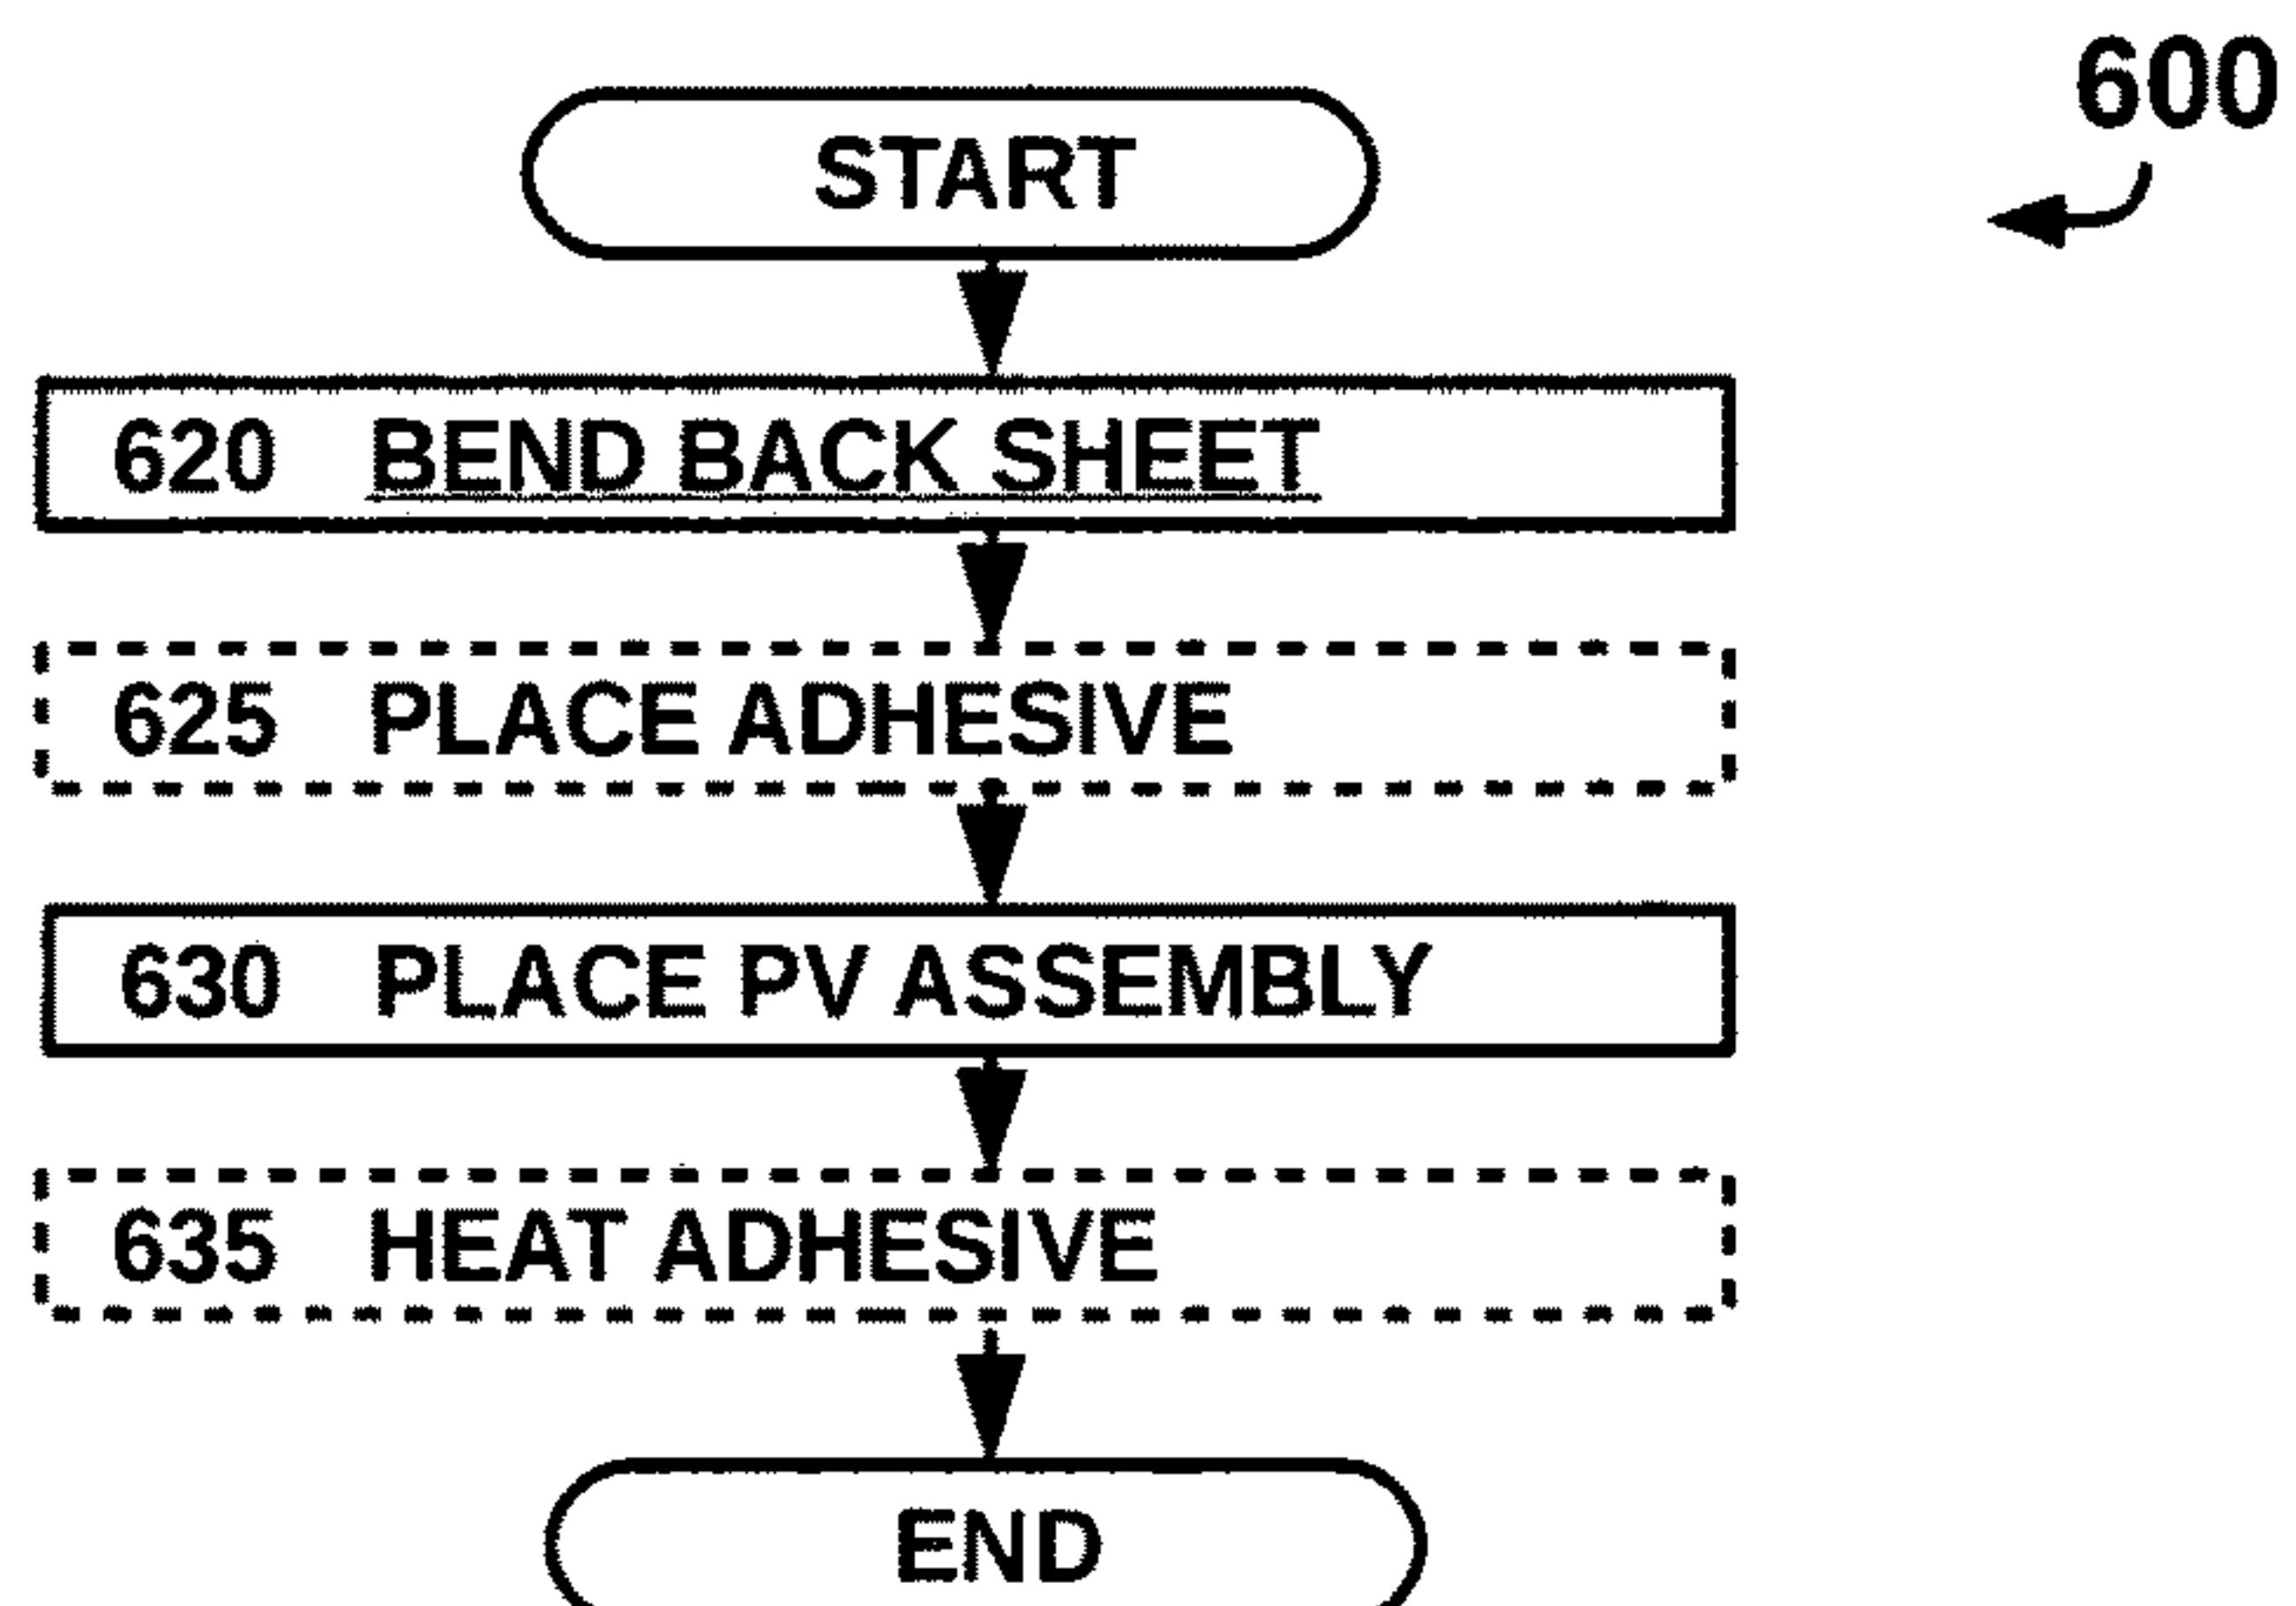 600
START
620 BEND BACK SHEET
625 PLACE ADHESIVE
630 PLACE PV ASSEMBLY
635 HEAT ADHESIVE
END